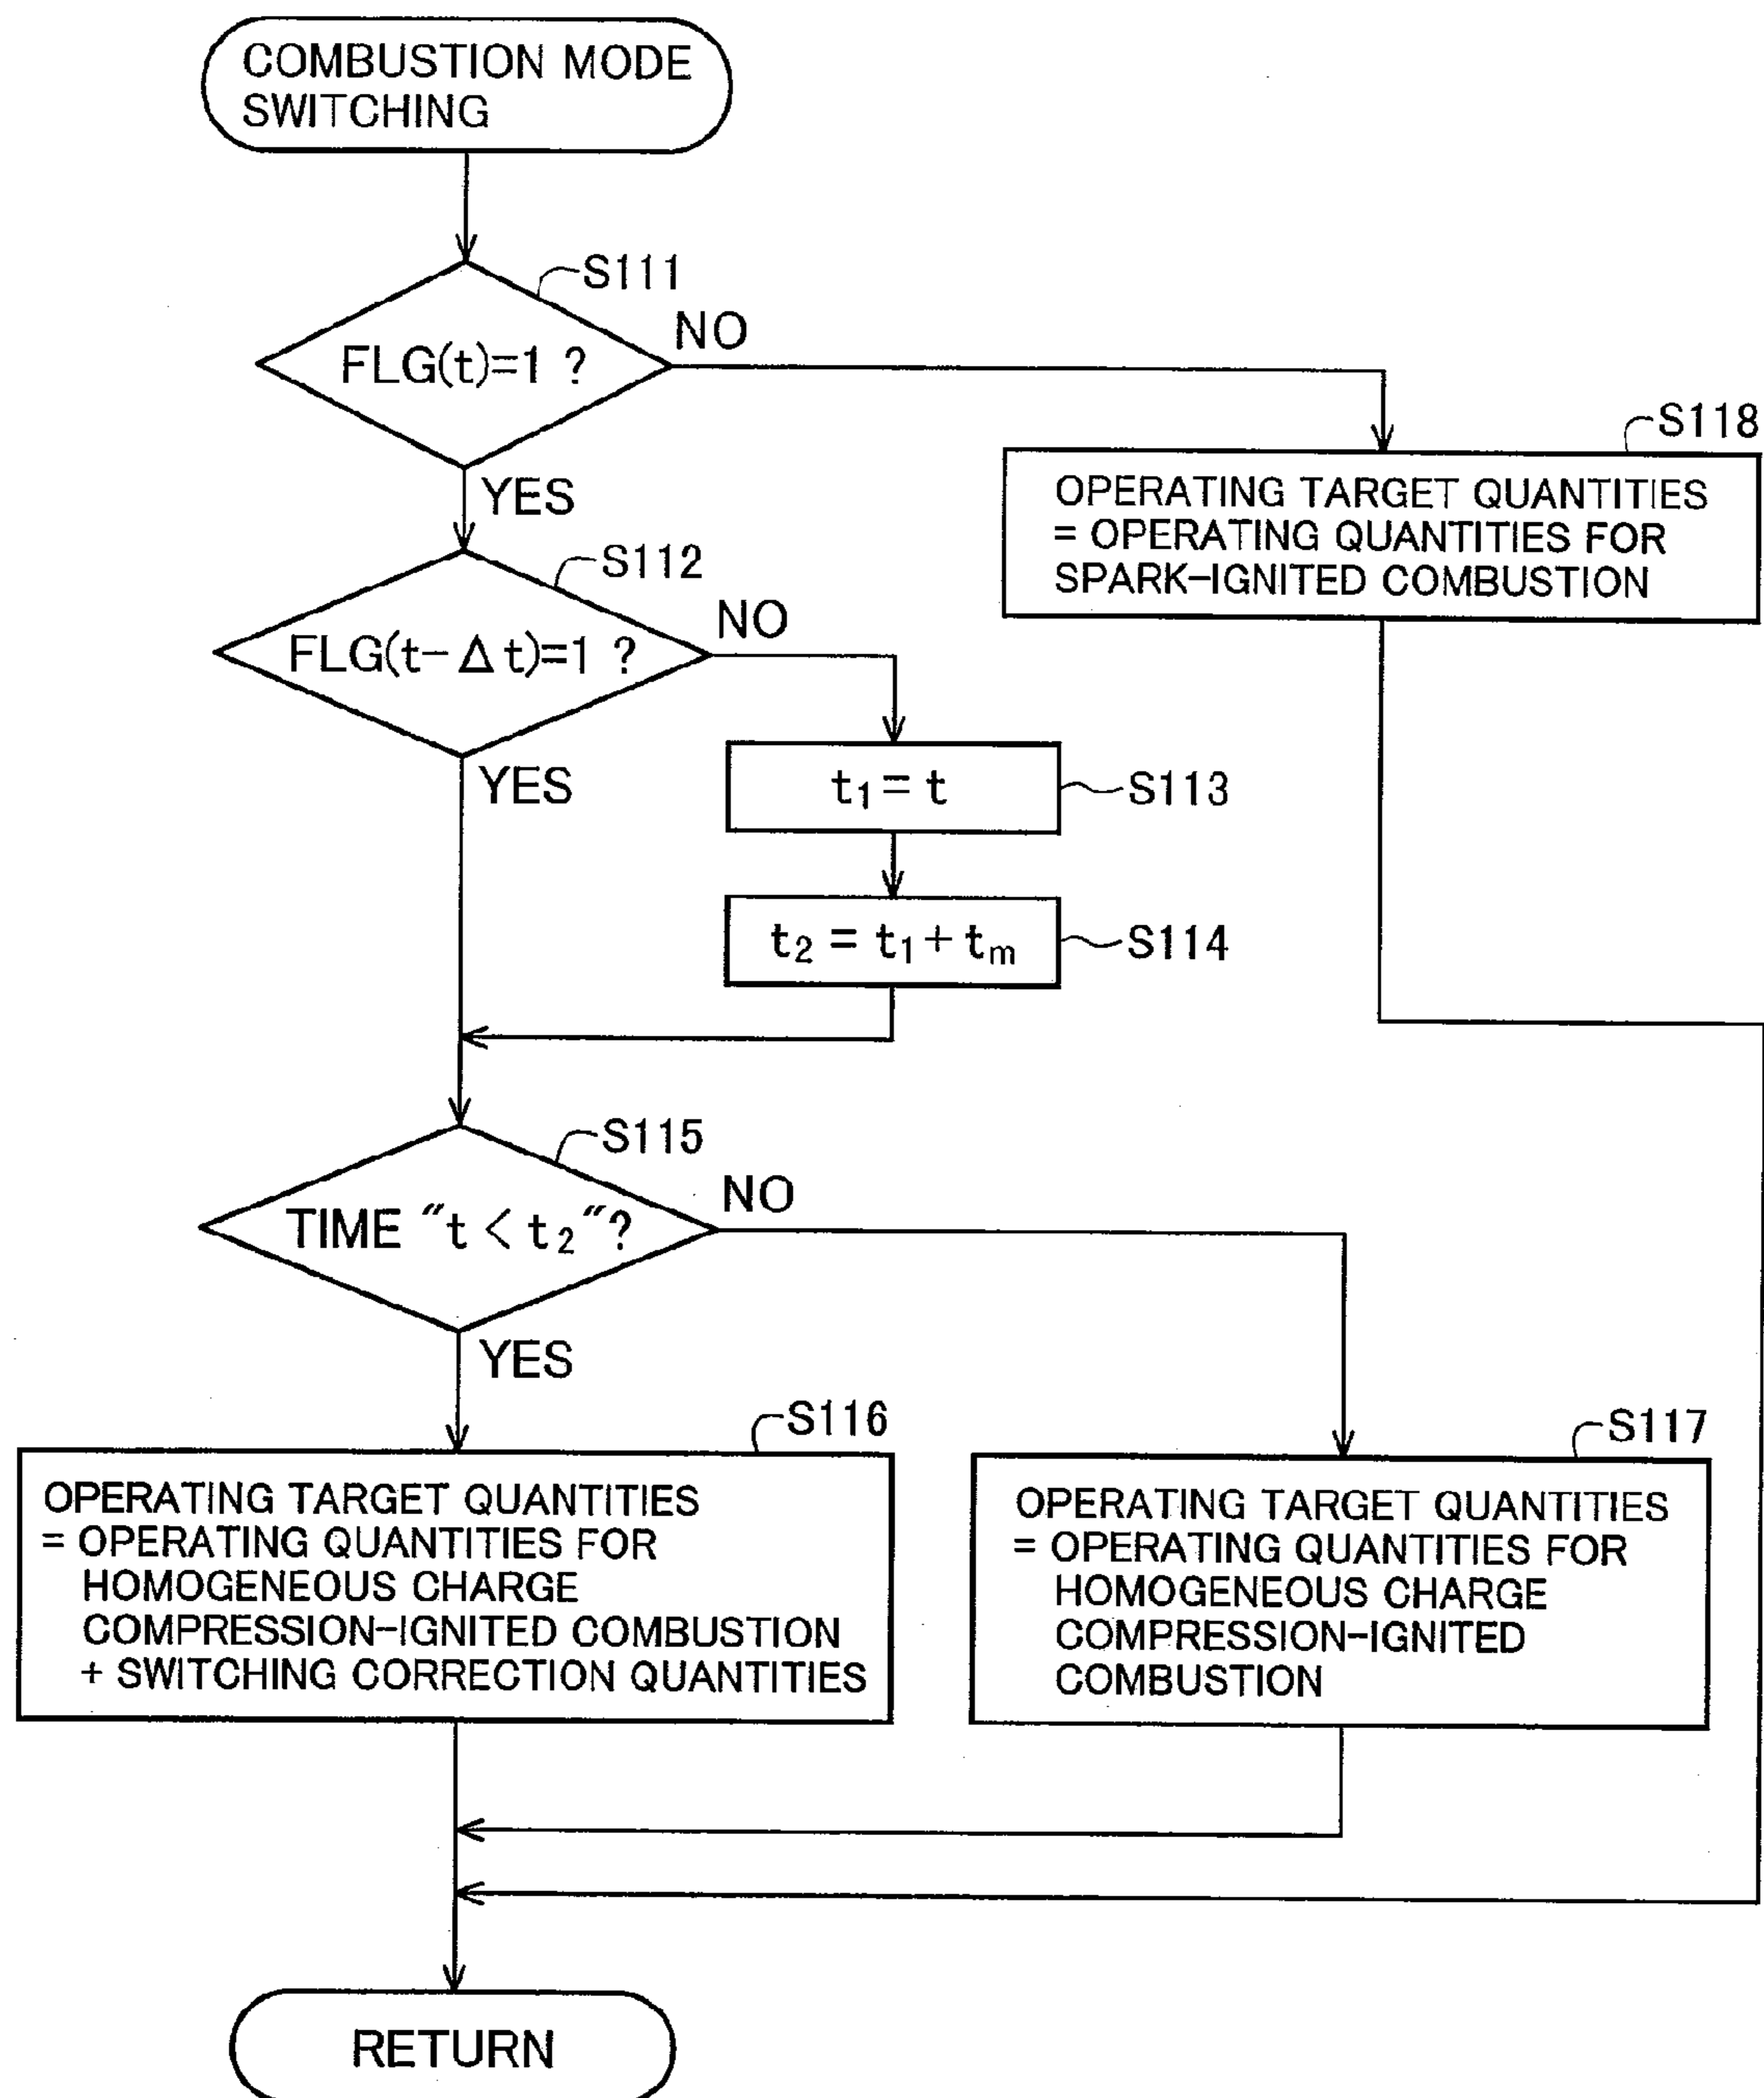 COMBUSTION MODE
SWITCHING
S111
FLG(t)=1 ?
NO
YES
S118
OPERATING TARGET QUANTITIES
= OPERATING QUANTITIES FOR
SPARK-IGNITED COMBUSTION
S112
FLG(t-Δt)=1 ?
NO
YES
t₁ = t
S113
t₂ = t₁ + tₘ
S114
S115
TIME "t < t₂"?
NO
YES
S116
OPERATING TARGET QUANTITIES
= OPERATING QUANTITIES FOR
HOMOGENEOUS CHARGE
COMPRESSION-IGNITED COMBUSTION
+ SWITCHING CORRECTION QUANTITIES
S117
OPERATING TARGET QUANTITIES
= OPERATING QUANTITIES FOR
HOMOGENEOUS CHARGE
COMPRESSION-IGNITED
COMBUSTION
RETURN